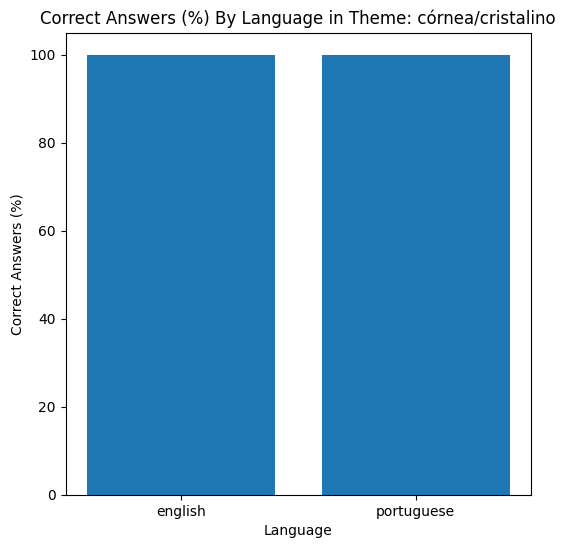 Correct Answers (%) By Language in Theme: córnea/cristalino
100
80
60
40
20
0
Correct Answers (%)
english portuguese
Language